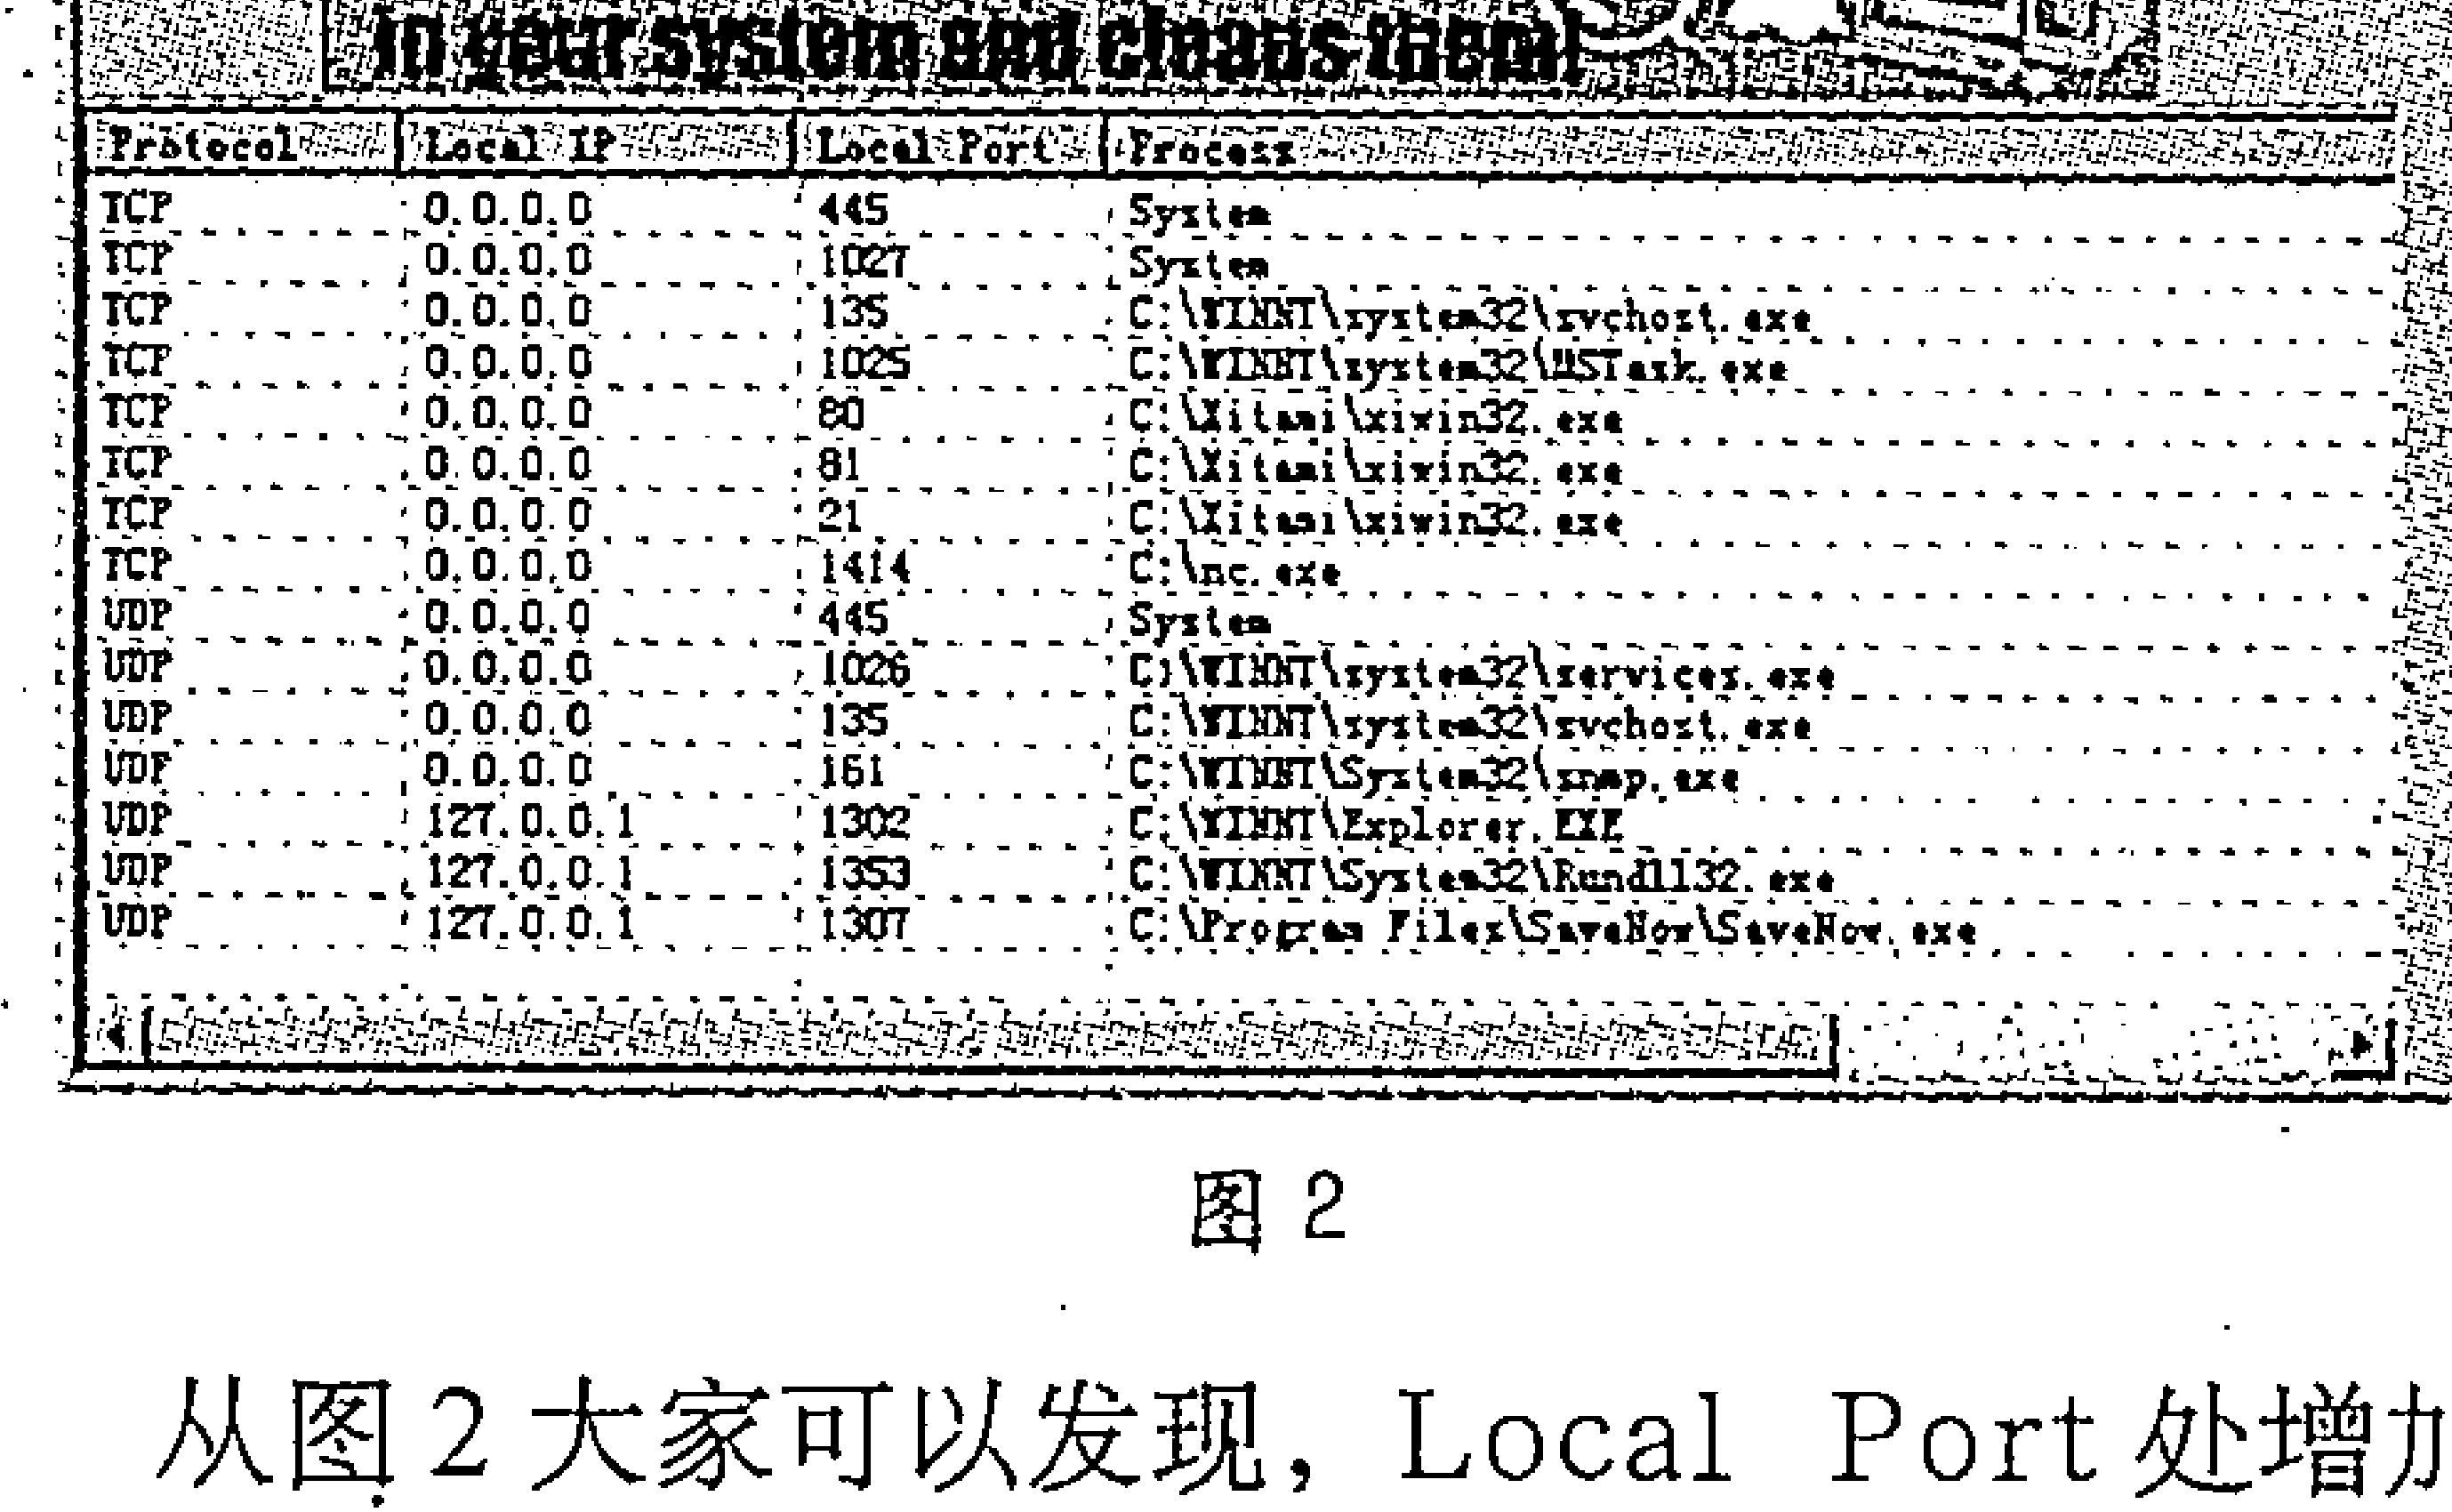 in your system and cleans them!
Protocol Local IP Local Port Process
TCP 0.0.0.0 445 System
TCP 0.0.0.0 1027 System
TCP 0.0.0.0 135 C:\WINNT\system32\svchost.exe
TCP 0.0.0.0 1025 C:\WINNT\system32\MSTask.exe
TCP 0.0.0.0 80 C:\Xitami\xiwin32.exe
TCP 0.0.0.0 81 C:\Xitami\xiwin32.exe
TCP 0.0.0.0 21 C:\Xitami\xiwin32.exe
TCP 0.0.0.0 1414 C:\nc.exe
UDP 0.0.0.0 445 System
UDP 0.0.0.0 1026 C:\WINNT\system32\services.exe
UDP 0.0.0.0 135 C:\WINNT\system32\svchost.exe
UDP 0.0.0.0 161 C:\WINNT\System32\snmp.exe
UDP 127.0.0.1 1302 C:\WINNT\Explorer.EXE
UDP 127.0.0.1 1353 C:\WINNT\System32\Rundll32.exe
UDP 127.0.0.1 1307 C:\Program Files\SaveNow\SaveNow.exe
图 2
从图 2 大家可以发现，Local Port 处增加